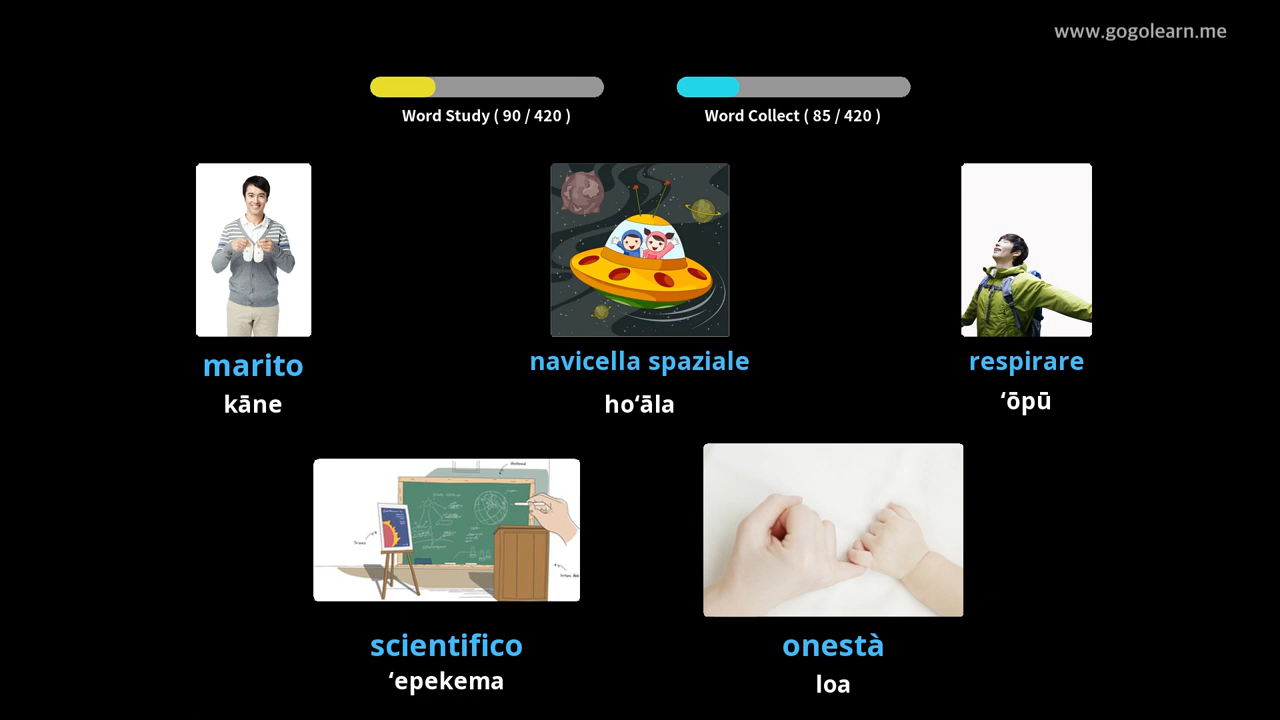 www.gogolearn.me
Word Study ( 90 / 420 )
Word Collect ( 85 / 420 )
marito
kāne
navicella spaziale
hoʻāla
respirare
ʻōpū
scientifico
ʻepekema
onestà
loa